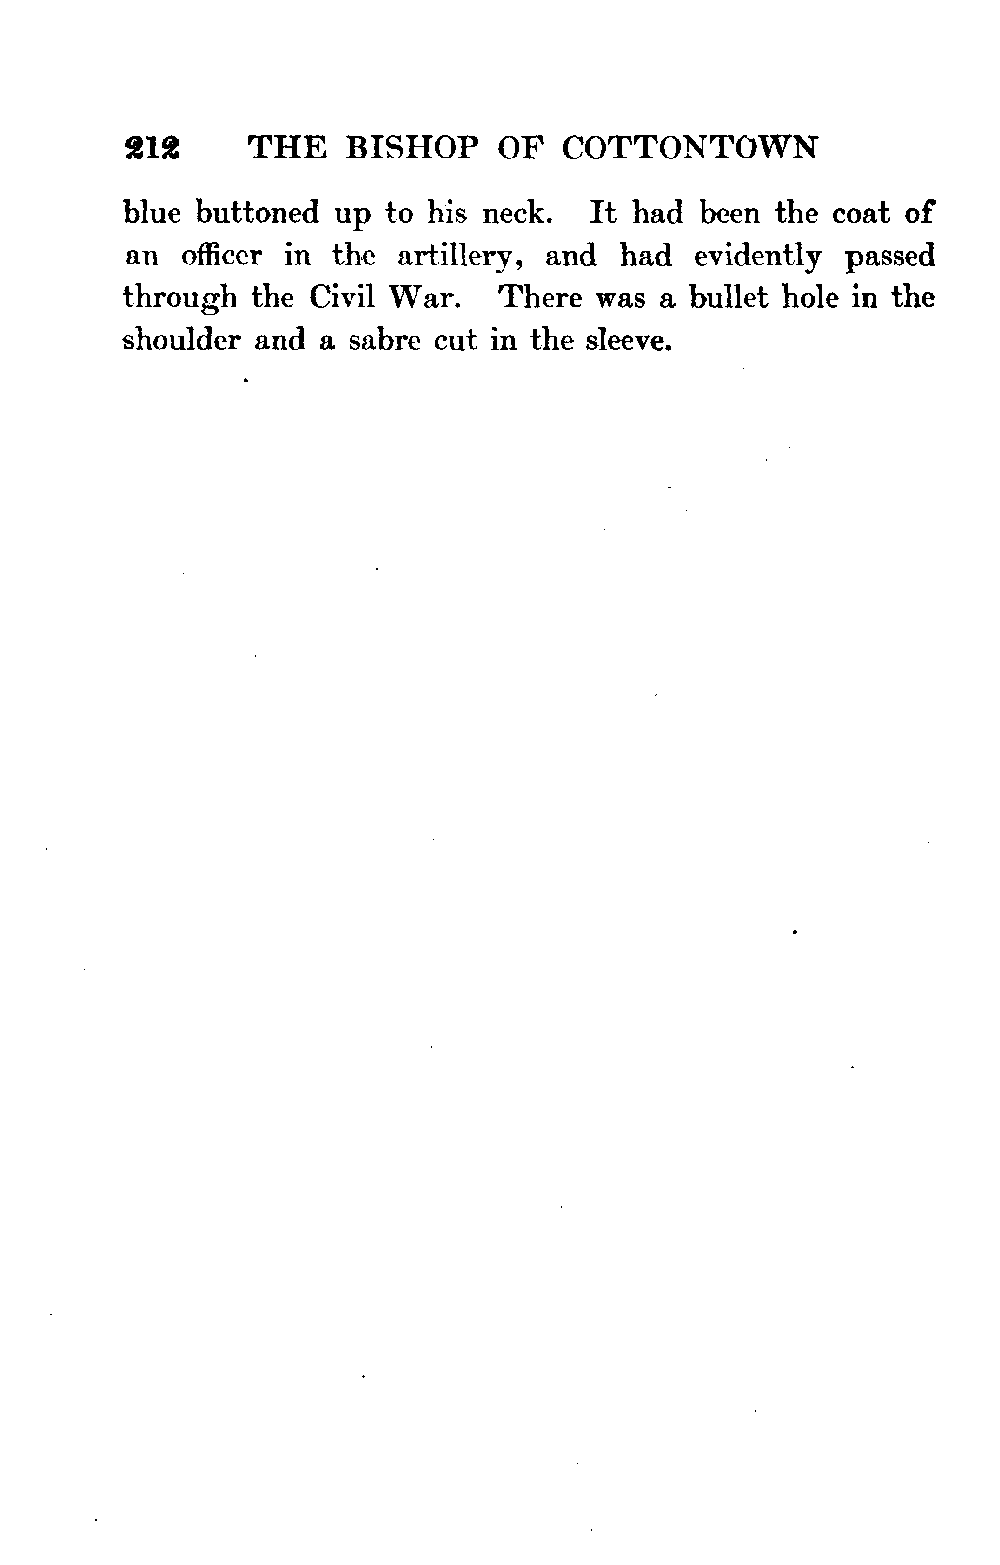 212 THE BISHOP OF COTTONTOWN
blue buttoned up to his neck. It had been the coat of
an officer in the artillery, and had evidently passed
through the Civil War. There was a bullet hole in the
shoulder and a sabre cut in the sleeve.